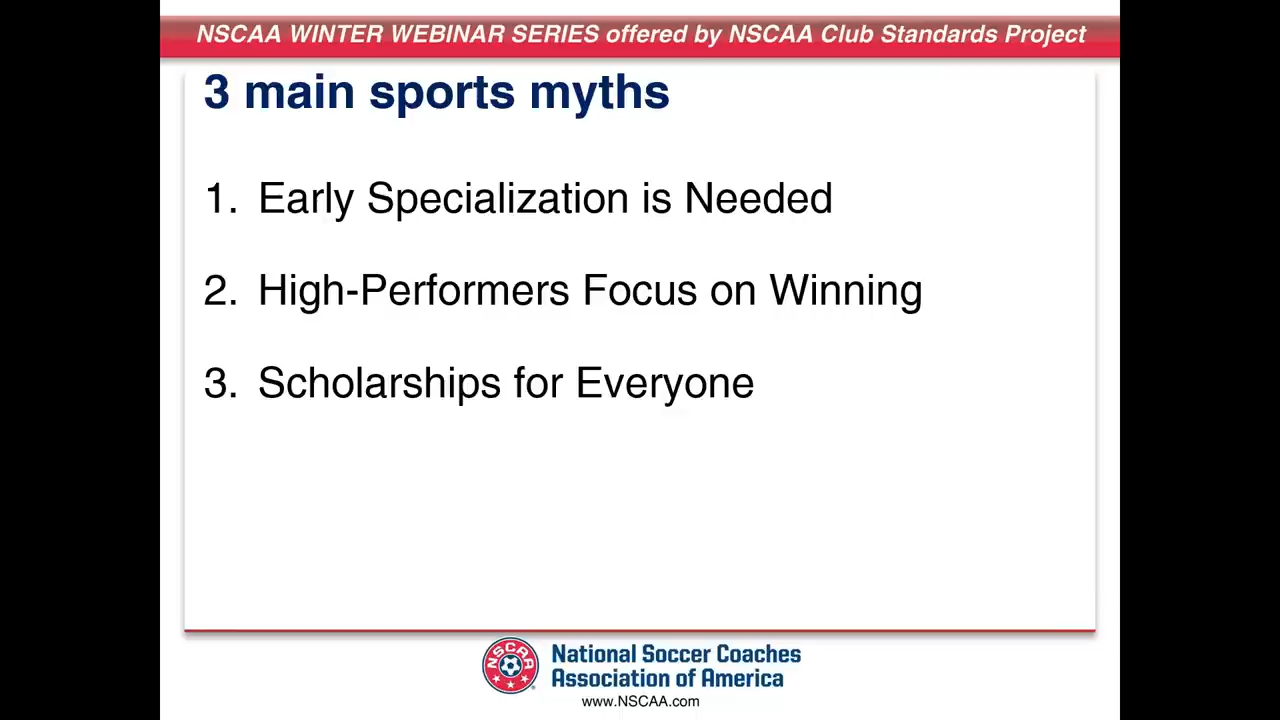 NSCAA WINTER WEBINAR SERIES offered by NSCAA Club Standards Project
3 main sports myths
1. Early Specialization is Needed
2. High-Performers Focus on Winning
3. Scholarships for Everyone
NSCAA
National Soccer Coaches
Association of America
www.NSCAA.com